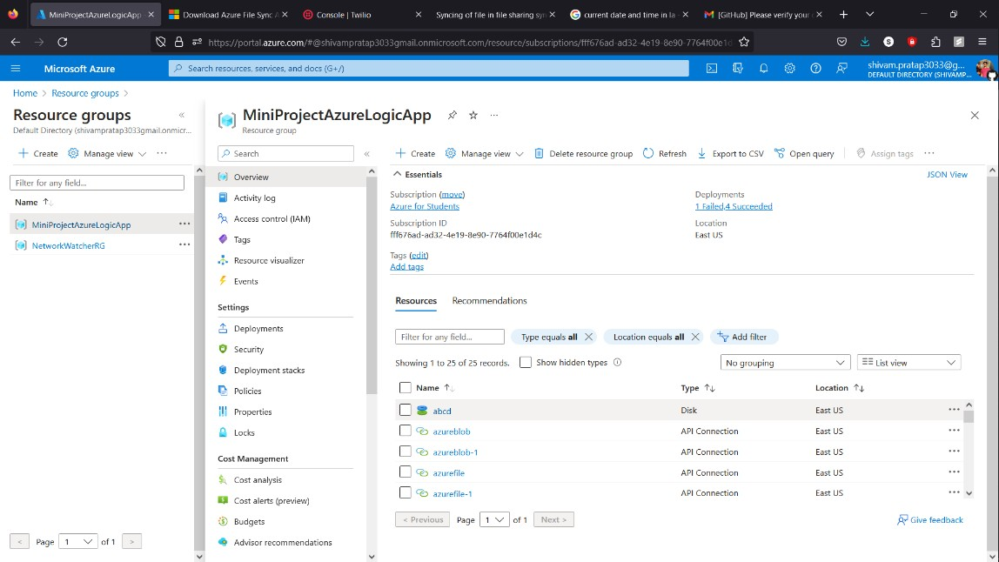 MiniProjectAzureLogicApp
Download Azure File Sync A
Console | Twilio
Syncing of file in file sharing syn
current date and time in la -
[GitHub] Please verify your
https://portal.azure.com/#@shivampratap3033gmail.onmicrosoft.com/resource/subscriptions/fff676ad-ad32-4e19-8e90-7764f00e1d
Microsoft Azure
Search resources, services, and docs (G+/)
shivam.pratap3033@g...
DEFAULT DIRECTORY (SHIVAMP...
Home > Resource groups >
Resource groups
Default Directory (shivampratap3033gmail.onmicr...
Create
Manage view
Filter for any field...
Name
MiniProjectAzureLogicApp
NetworkWatcherRG
< Page 1 of 1 >
MiniProjectAzureLogicApp
Resource group
Search
Overview
Activity log
Access control (IAM)
Tags
Resource visualizer
Events
Settings
Deployments
Security
Deployment stacks
Policies
Properties
Locks
Cost Management
Cost analysis
Cost alerts (preview)
Budgets
Advisor recommendations
Create
Manage view
Delete resource group
Refresh
Export to CSV
Open query
Assign tags
Essentials
JSON View
Subscription (move)
Azure for Students
Subscription ID
fff676ad-ad32-4e19-8e90-7764f00e1d4c
Deployments
1 Failed,4 Succeeded
Location
East US
Tags (edit)
Add tags
Resources
Recommendations
Filter for any field...
Type equals all
Location equals all
Add filter
Showing 1 to 25 of 25 records.
Show hidden types
No grouping
List view
Name Type Location
abcd Disk East US
azureblob API Connection East US
azureblob-1 API Connection East US
azurefile API Connection East US
azurefile-1 API Connection East US
< Previous Page 1 of 1 Next >
Give feedback